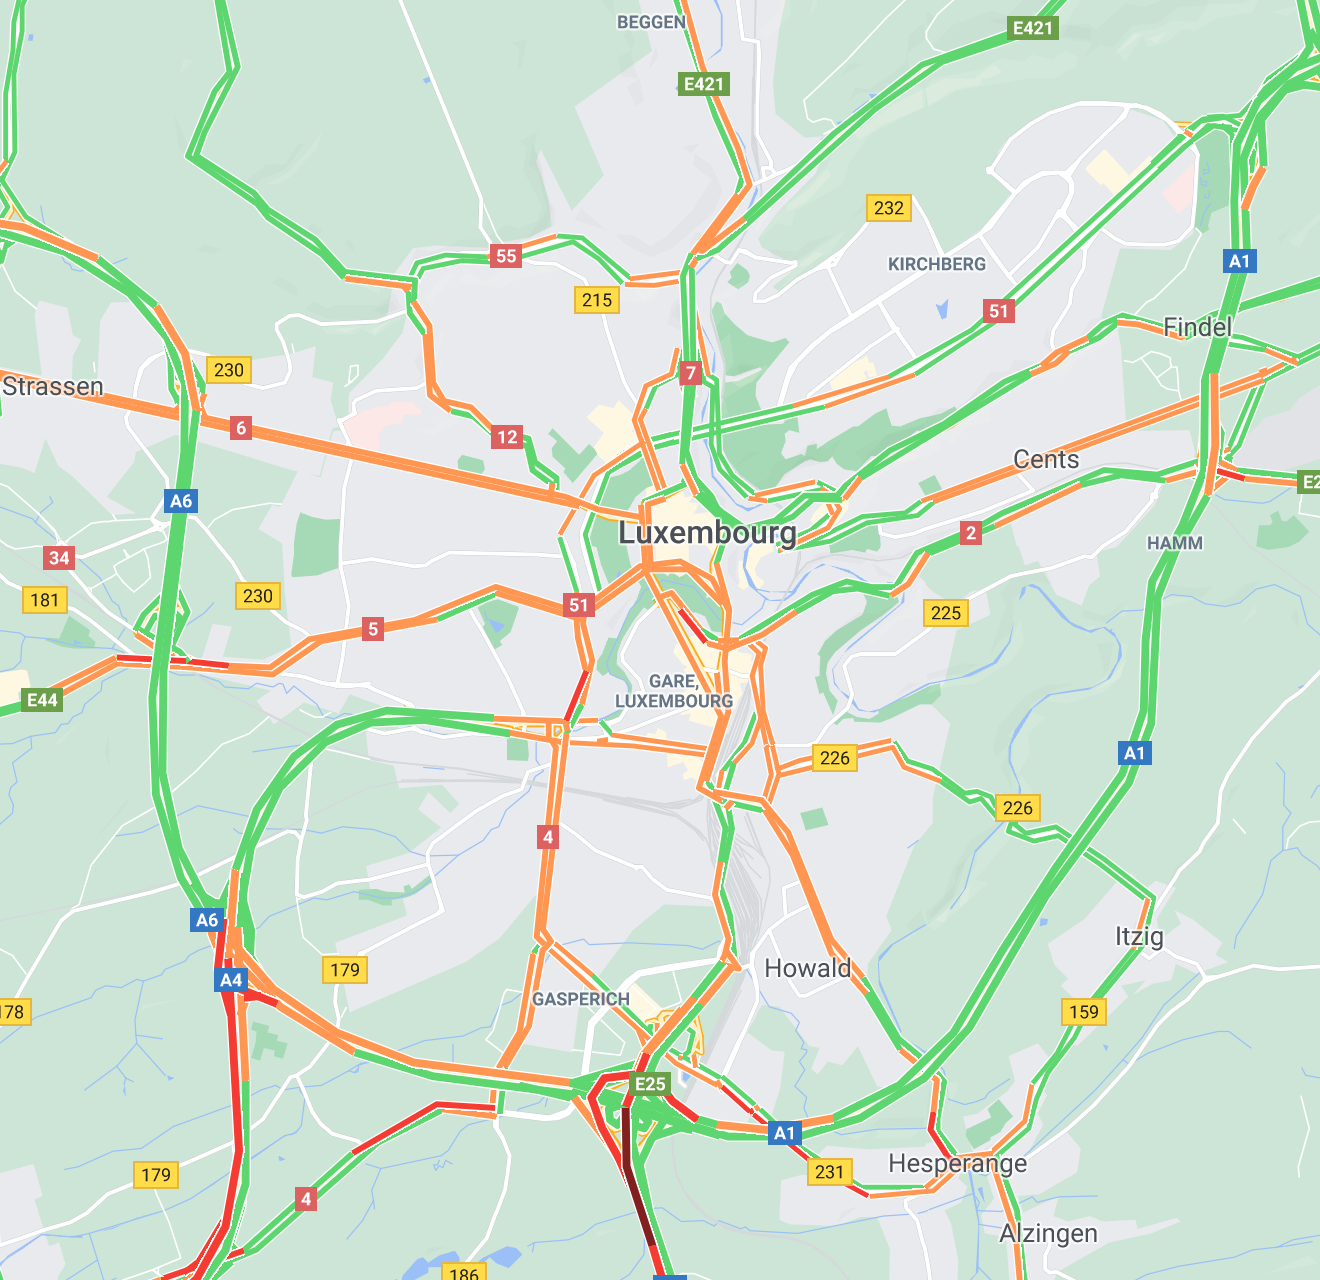 BEGGEN
E421
E421
232
55
KIRCHBERG
A1
215
51
Findel
230
Strassen
7
6
12
Cents
A6
E2
Luxembourg
2
HAMM
34
181
230
51
225
5
GARE,
LUXEMBOURG
E44
226
A1
226
4
A6
Itzig
Howald
179
A4
GASPERICH
178
159
E25
A1
Hesperange
231
179
4
Alzingen
186